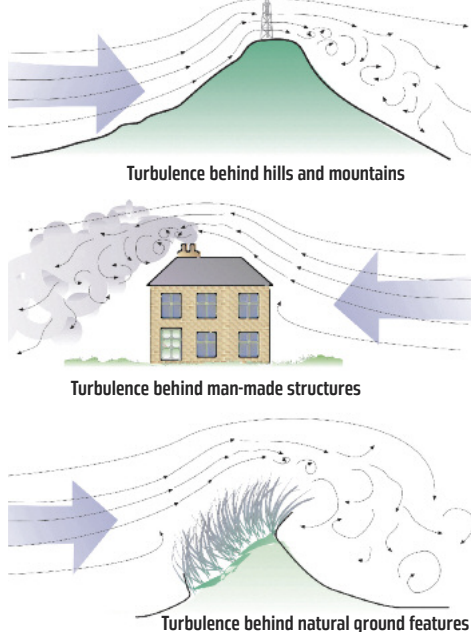 Turbulence behind hills and mountains
Turbulence behind man-made structures
Turbulence behind natural ground features